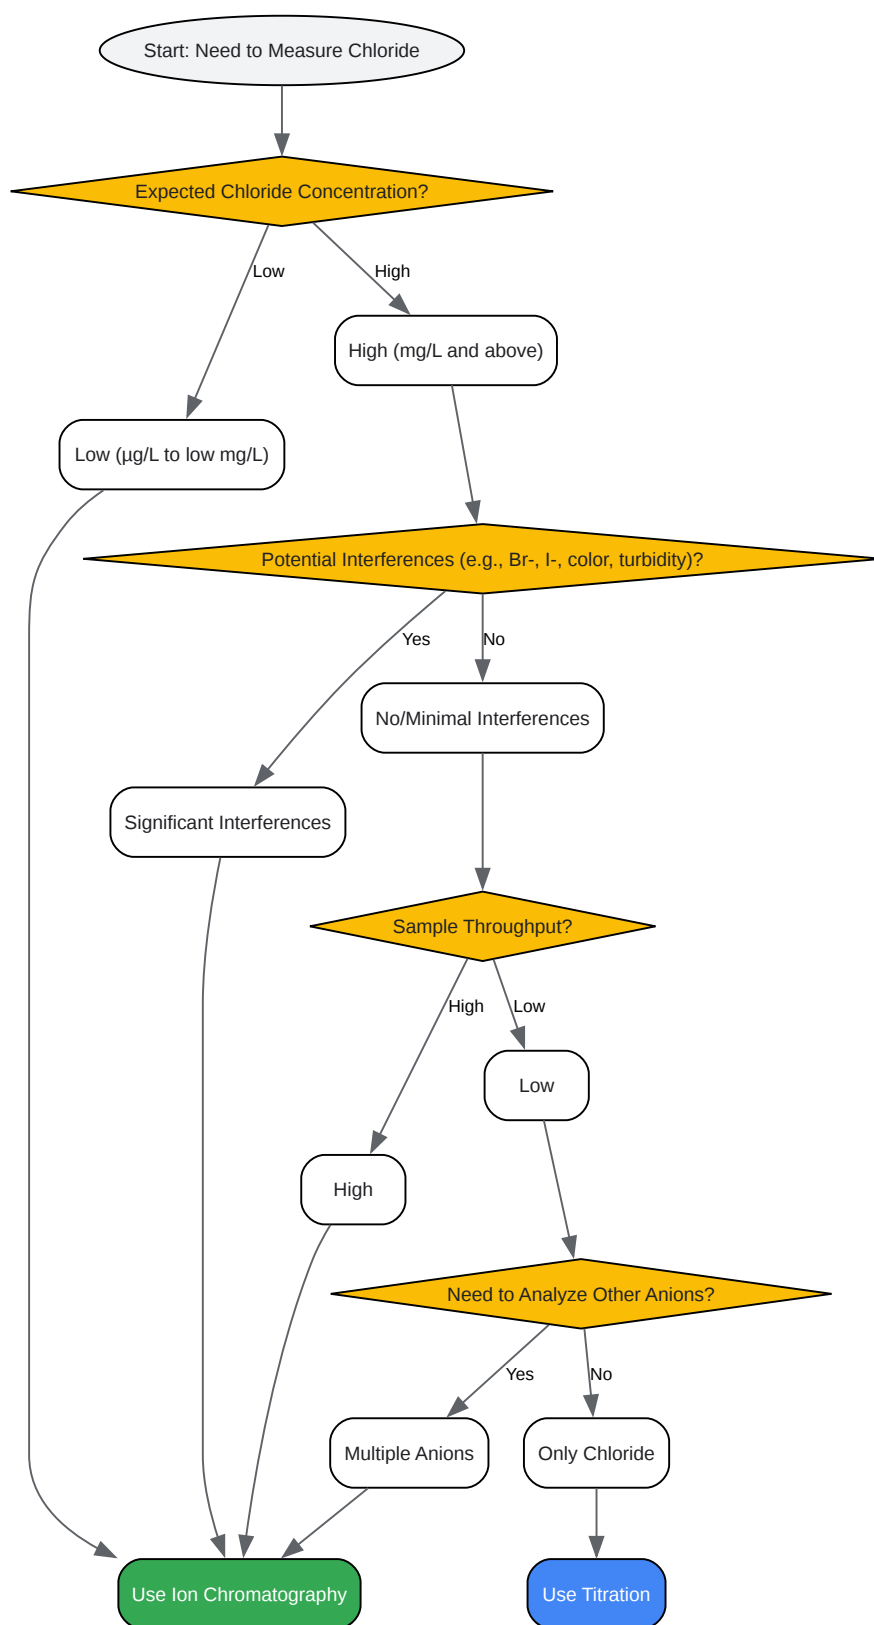 Start: Need to Measure Chloride
Expected Chloride Concentration?
Low
High
High (mg/L and above)
Low (µg/L to low mg/L)
Potential Interferences (e.g., Br-, I-, color, turbidity)?
Yes
No
No/Minimal Interferences
Significant Interferences
Sample Throughput?
High
Low
Low
High
Need to Analyze Other Anions?
Yes
No
Multiple Anions
Only Chloride
Use Ion Chromatography
Use Titration